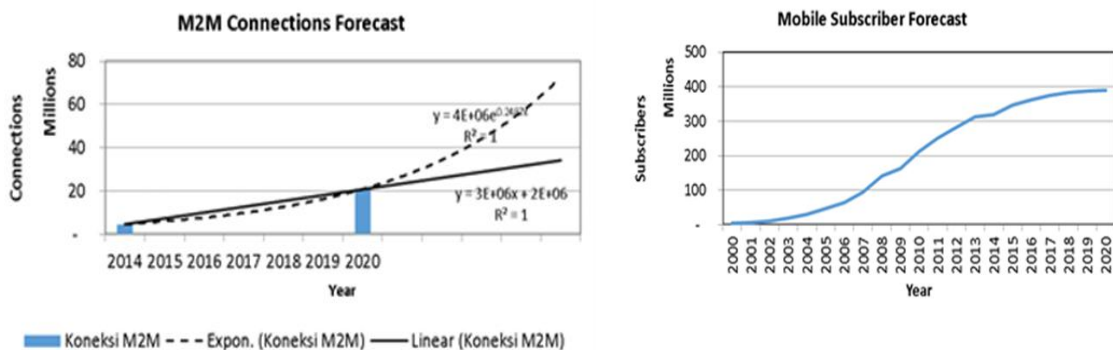 M2M Connections Forecast
Connections
Millions
80
60
40
20
-
y = 4E+06e
R² = 1
y = 3E+06x + 2E+06
R² = 1
2014 2015 2016 2017 2018 2019 2020
Year
Koneksi M2M Expon. (Koneksi M2M) Linear (Koneksi M2M)
Mobile Subscriber Forecast
Subscribers
Millions
500
400
300
200
100
-
2000 2001 2002 2003 2004 2005 2006 2007 2008 2009 2010 2011 2012 2013 2014 2015 2016 2017 2018 2019 2020
Year